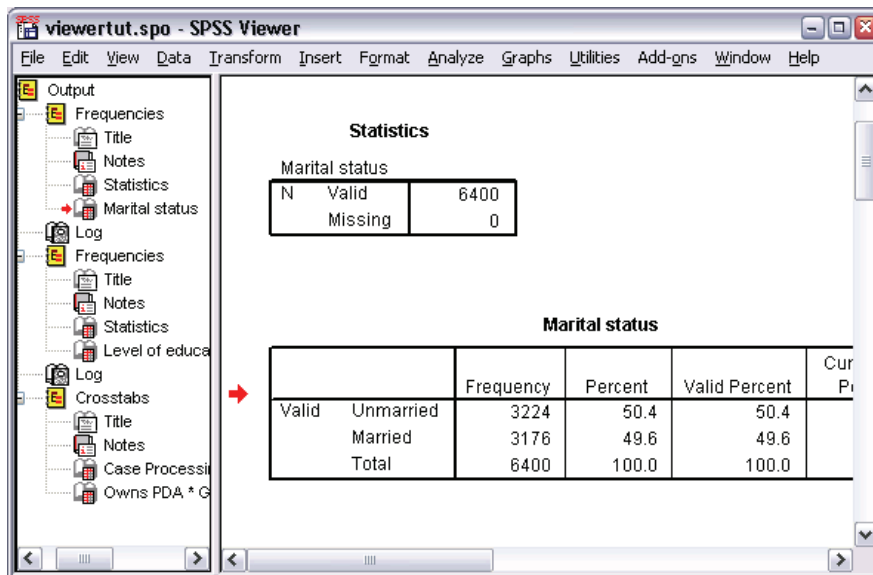 viewertut.spo - SPSS Viewer
File Edit View Data Transform Insert Format Analyze Graphs Utilities Add-ons Window Help
Output
Frequencies
Title
Notes
Statistics
Marital status
Log
Frequencies
Title
Notes
Statistics
Level of educa
Log
Crosstabs
Title
Notes
Case Processi
Owns PDA * G
Statistics
Marital status
N Valid 6400
Missing 0
Marital status
Cur
Frequency Percent Valid Percent P
Valid Unmarried 3224 50.4 50.4
Married 3176 49.6 49.6
Total 6400 100.0 100.0